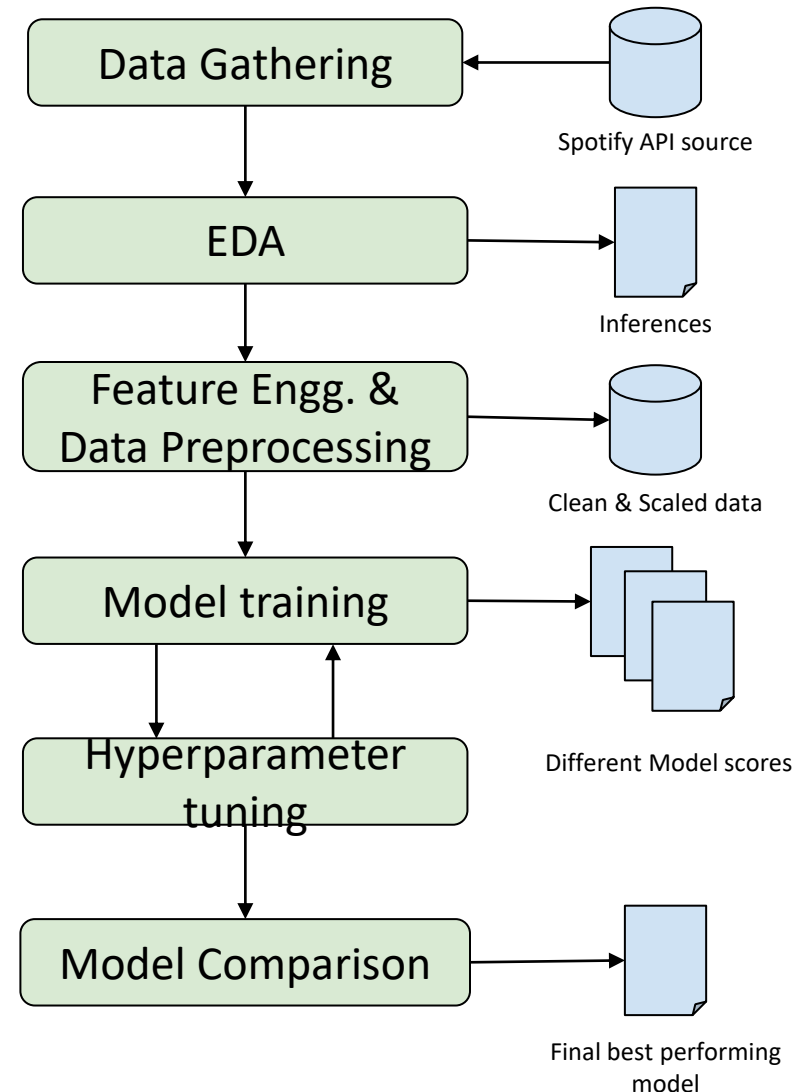 Data Gathering
Spotify API source
EDA
Inferences
Feature Engg. &
Data Preprocessing
Clean & Scaled data
Model training
Different Model scores
Hyperparameter
tuning
Model Comparison
Final best performing
model